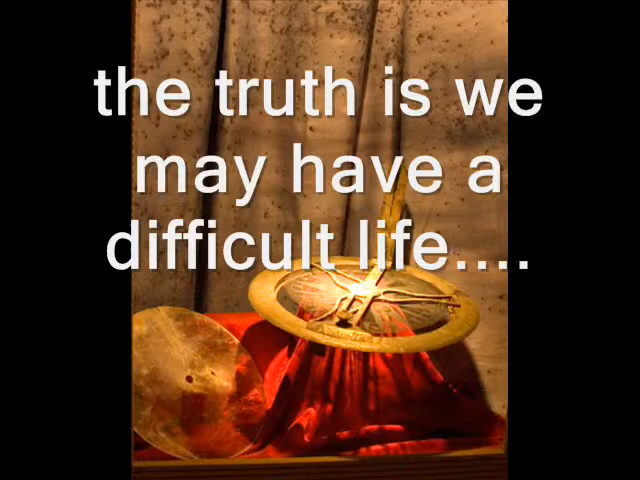 the truth is we
may have a
difficult life....